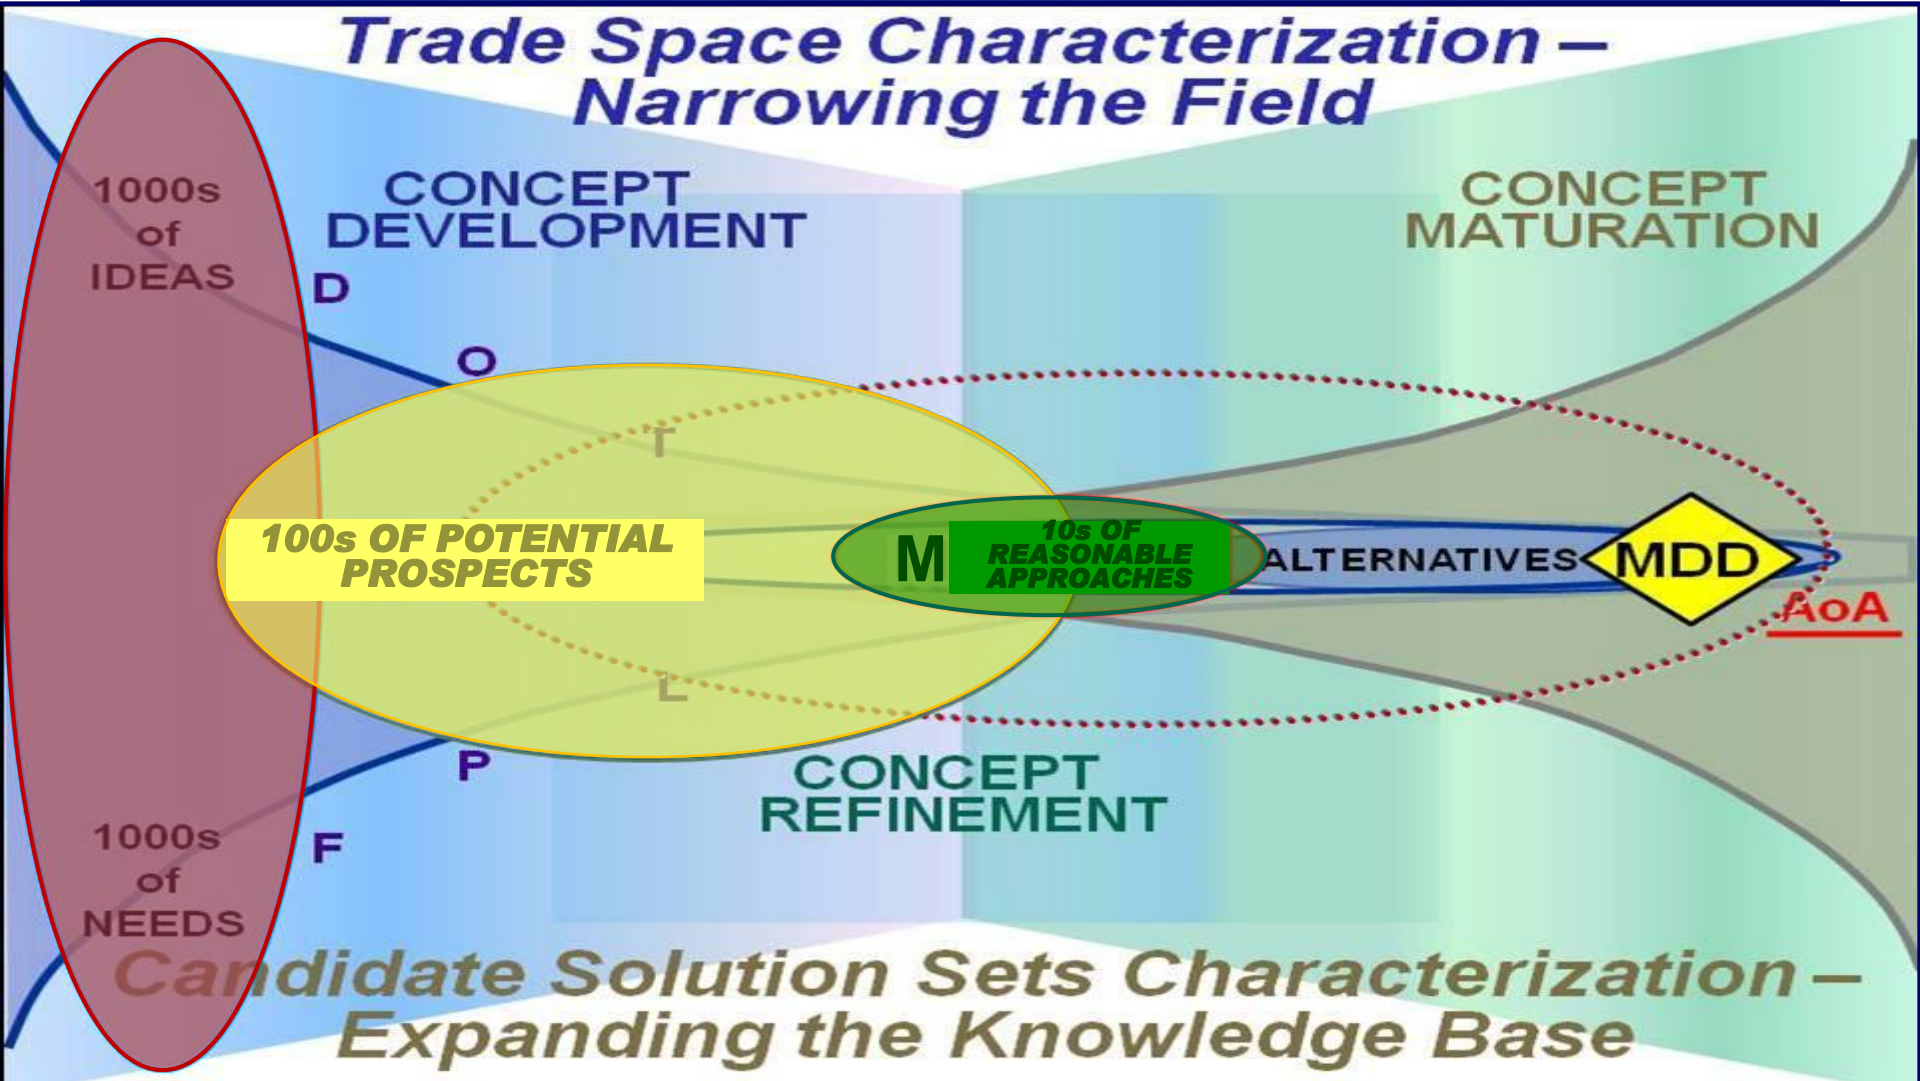 Trade Space Characterization –
Narrowing the Field
1000s
of
IDEAS
CONCEPT
DEVELOPMENT
CONCEPT
MATURATION
D
O
T
100s OF POTENTIAL
PROSPECTS
M
10s OF
REASONABLE
APPROACHES
ALTERNATIVES
MDD
AoA
L
P
F
CONCEPT
REFINEMENT
1000s
of
NEEDS
Candidate Solution Sets Characterization –
Expanding the Knowledge Base